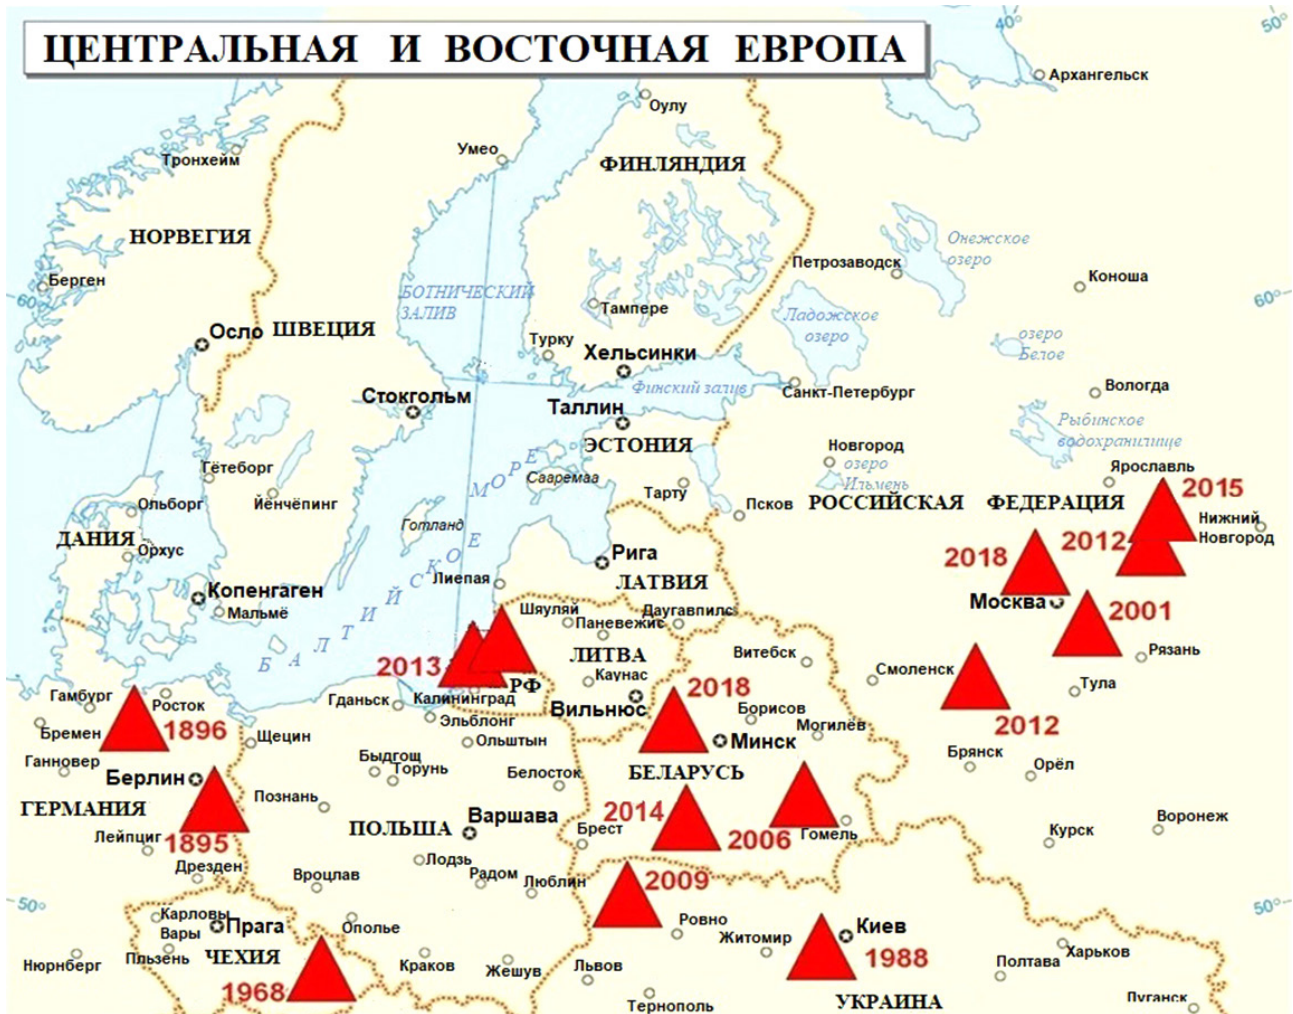 ЦЕНТРАЛЬНАЯ И ВОСТОЧНАЯ ЕВРОПА
40°
50°
Архангельск
Оулу
Умео
Тронхейм
ФИНЛЯНДИЯ
НОРВЕГИЯ
Онежское
озеро
Петрозаводск
Коноша
Берген
60°
60°
БОТНИЧЕСКИЙ
ЗАЛИВ
Тампере
Ладожское
озеро
Осло
ШВЕЦИЯ
Турку
Хельсинки
озеро
Белое
Финский залив
Санкт-Петербург
Вологда
Стокгольм
Таллин
Рыбинское
водохранилище
ЭСТОНИЯ
Новгород
озеро
Ильмень
Гётеборг
Йенчёпинг
Сааремаа
Тарту
Ярославль
Ольборг
Псков
РОССИЙСКАЯ ФЕДЕРАЦИЯ
2015
Готланд
Нижний
Новгород
ДАНИЯ
Орхус
Рига
2018
2012
Лиепая
ЛАТВИЯ
Копенгаген
Мальмё
Москва
БАЛТИЙСКОЕ МОРЕ
Шяуляй
Даугавпилс
Паневежис
2001
2013
ЛИТВА
Витебск
Рязань
Каунас
Смоленск
РФ
Калининград
Тула
Гамбург
Росток
Гданьск
Вильнюс
2018
Борисов
2012
Бремен
1896
Эльблонг
Могилёв
Щецин
Ольштын
Минск
Ганновер
Быдгощ
Торунь
Белосток
БЕЛАРУСЬ
Брянск
Орёл
Берлин
ГЕРМАНИЯ
Познань
2014
Варшава
ПОЛЬША
Брест
2006
Гомель
Воронеж
Курск
Лейпциг
1895
Дрезден
Лодзь
Вроцлав
Радом
Люблин
2009
50°
50°
Карловы
Вары
Прага
Ополье
Ровно
Киев
Житомир
Пльзень
ЧЕХИЯ
Харьков
Нюрнберг
Краков
Жешув
Львов
1988
Полтава
1968
Тернополь
УКРАИНА
Луганск